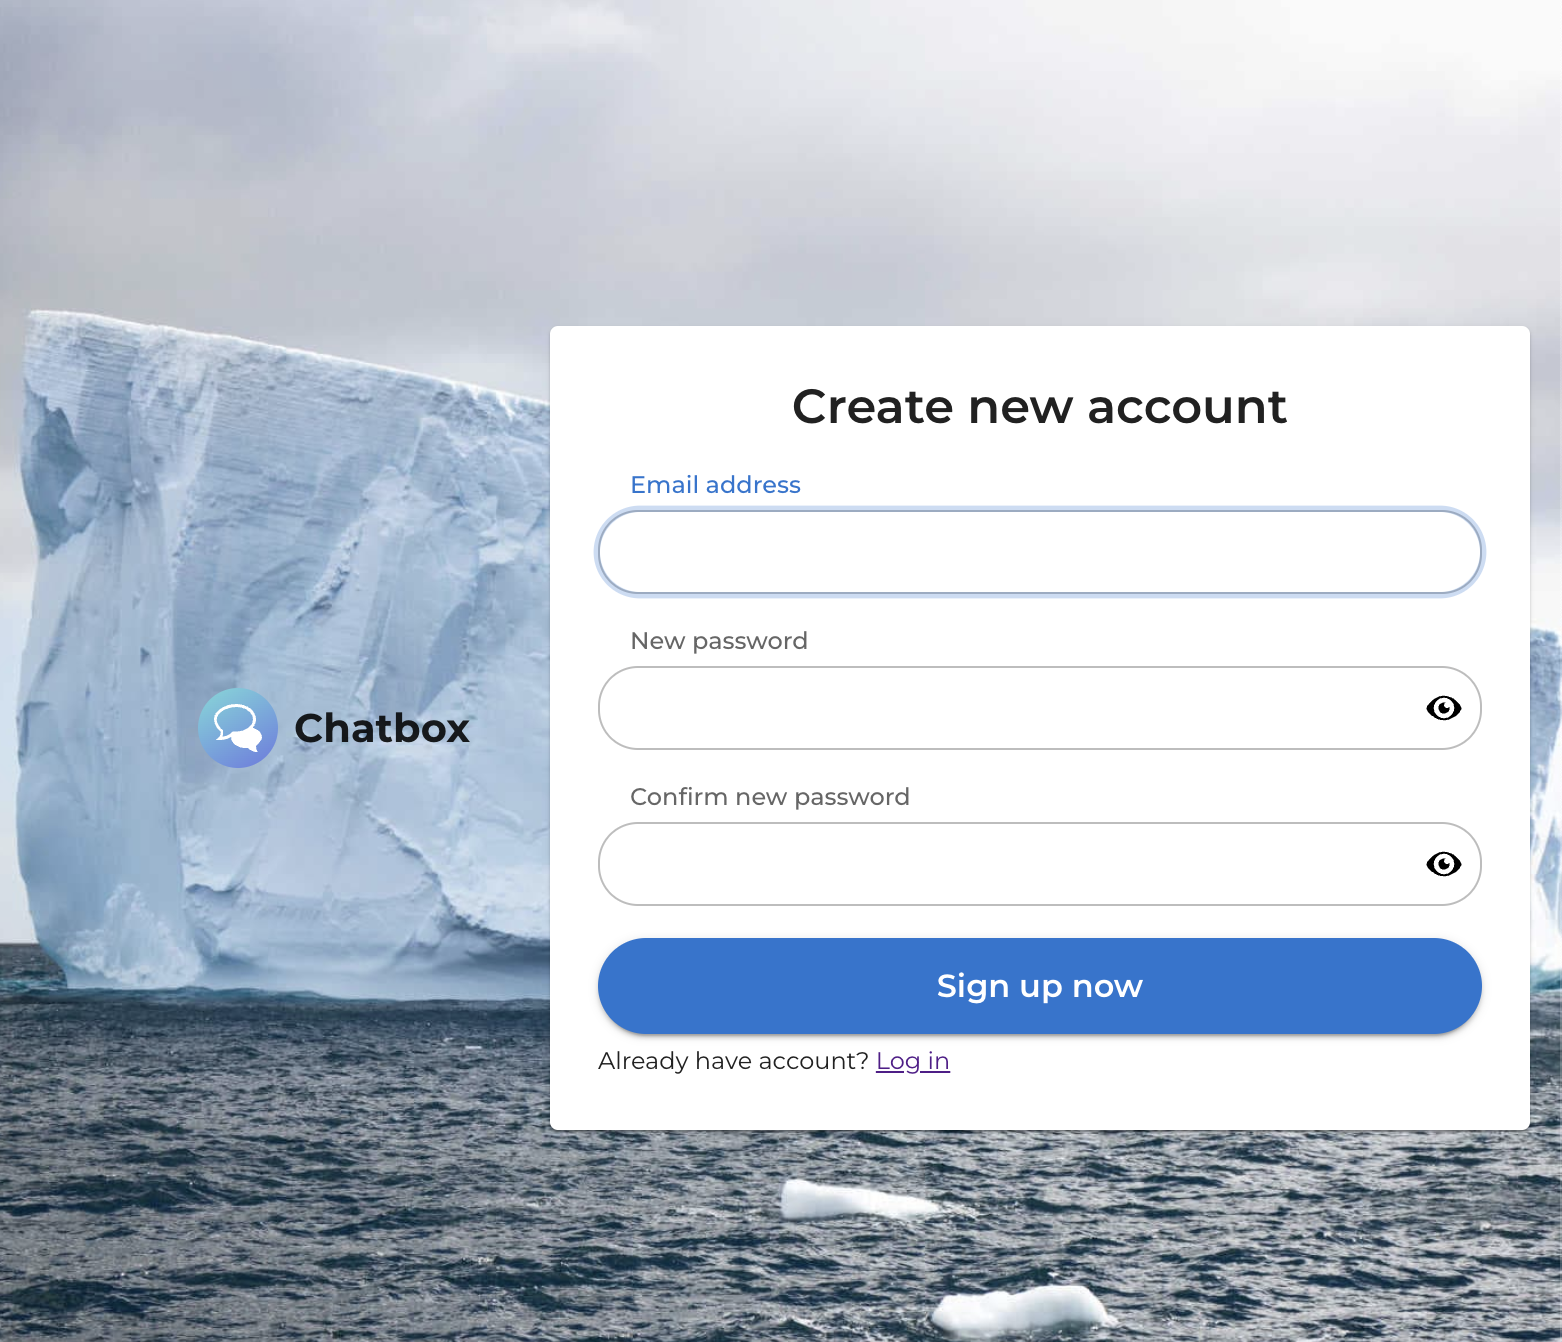 Chatbox
Create new account
Email address
New password
Confirm new password
Sign up now
Already have account? Log in